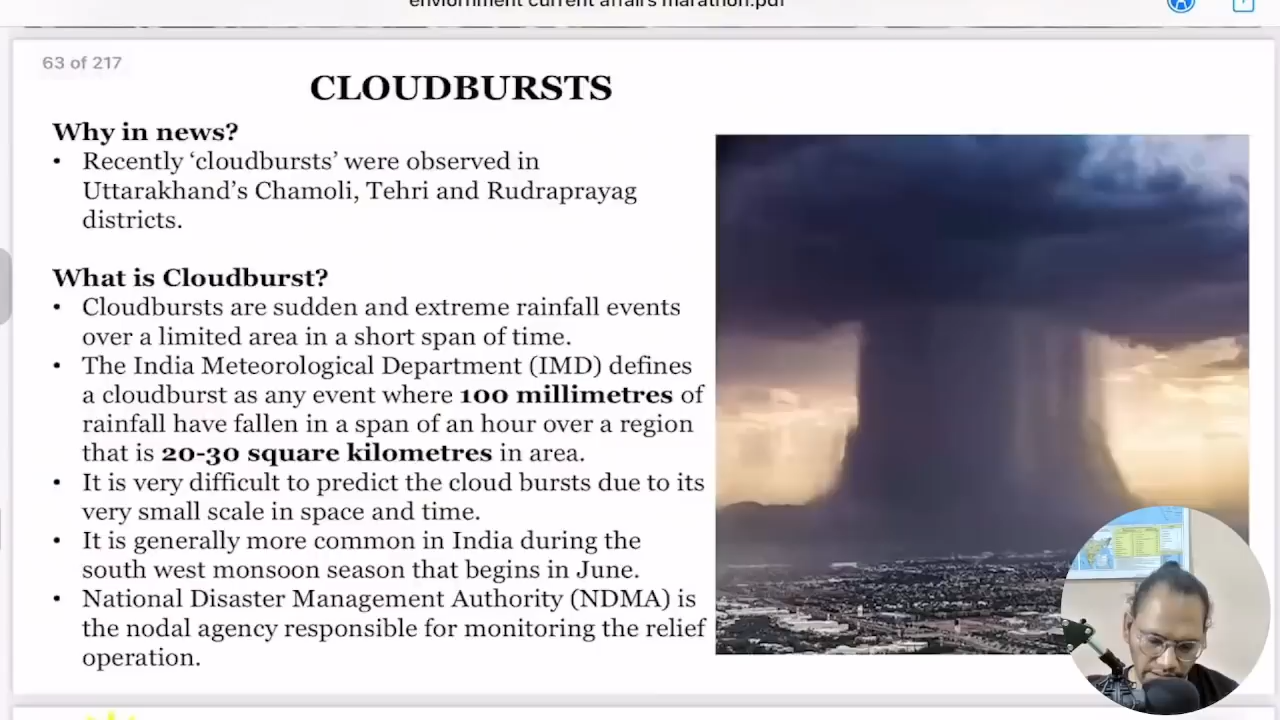 enviornment current affairs marathon.pdf
63 of 217
CLOUDBURSTS
Why in news?
• Recently ‘cloudbursts’ were observed in
Uttarakhand’s Chamoli, Tehri and Rudraprayag
districts.
What is Cloudburst?
• Cloudbursts are sudden and extreme rainfall events
over a limited area in a short span of time.
• The India Meteorological Department (IMD) defines
a cloudburst as any event where 100 millimetres of
rainfall have fallen in a span of an hour over a region
that is 20-30 square kilometres in area.
• It is very difficult to predict the cloud bursts due to its
very small scale in space and time.
• It is generally more common in India during the
south west monsoon season that begins in June.
• National Disaster Management Authority (NDMA) is
the nodal agency responsible for monitoring the relief
operation.